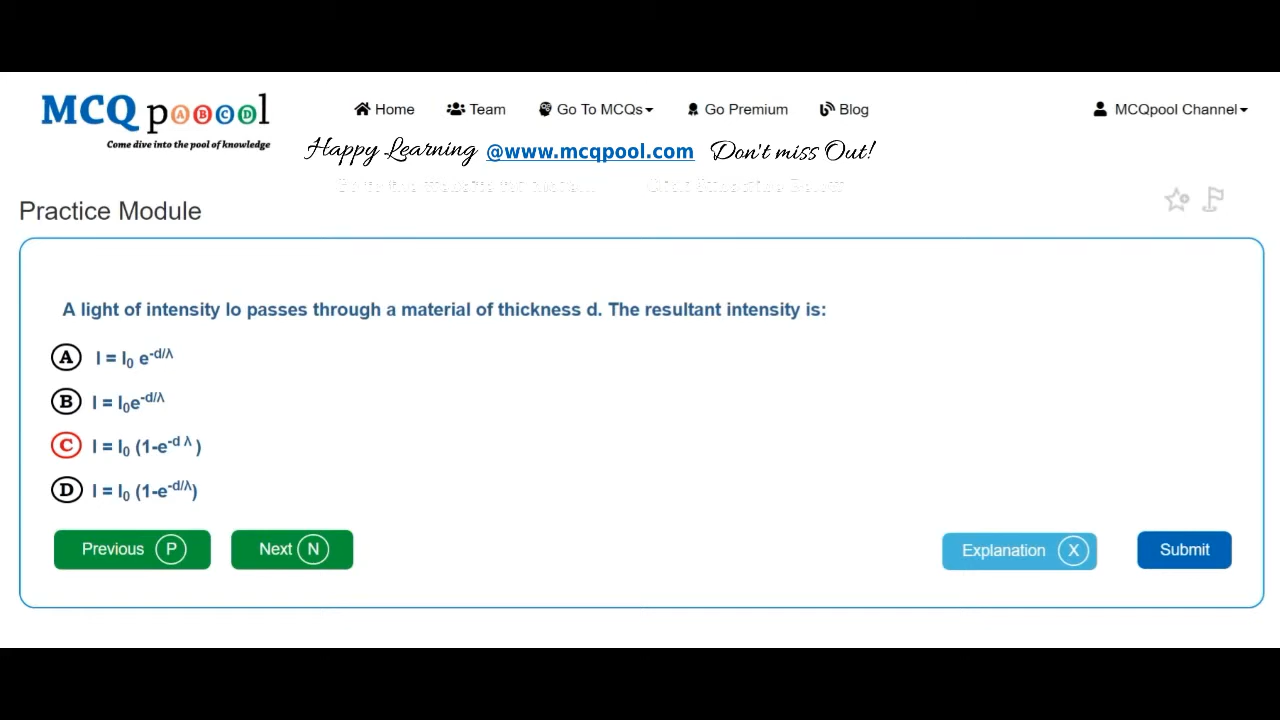 MCQ pooool
Come dive into the pool of knowledge
Home
Team
Go To MCQs
Go Premium
Blog
MCQpool Channel
Happy Learning @www.mcqpool.com Don't miss Out!
Practice Module
A light of intensity Io passes through a material of thickness d. The resultant intensity is:
A I = I₀ e^-d/λ
B I = I₀e^-d/λ
C I = I₀ (1-e^-d λ )
D I = I₀ (1-e^-d/λ)
Previous P
Next N
Explanation X
Submit